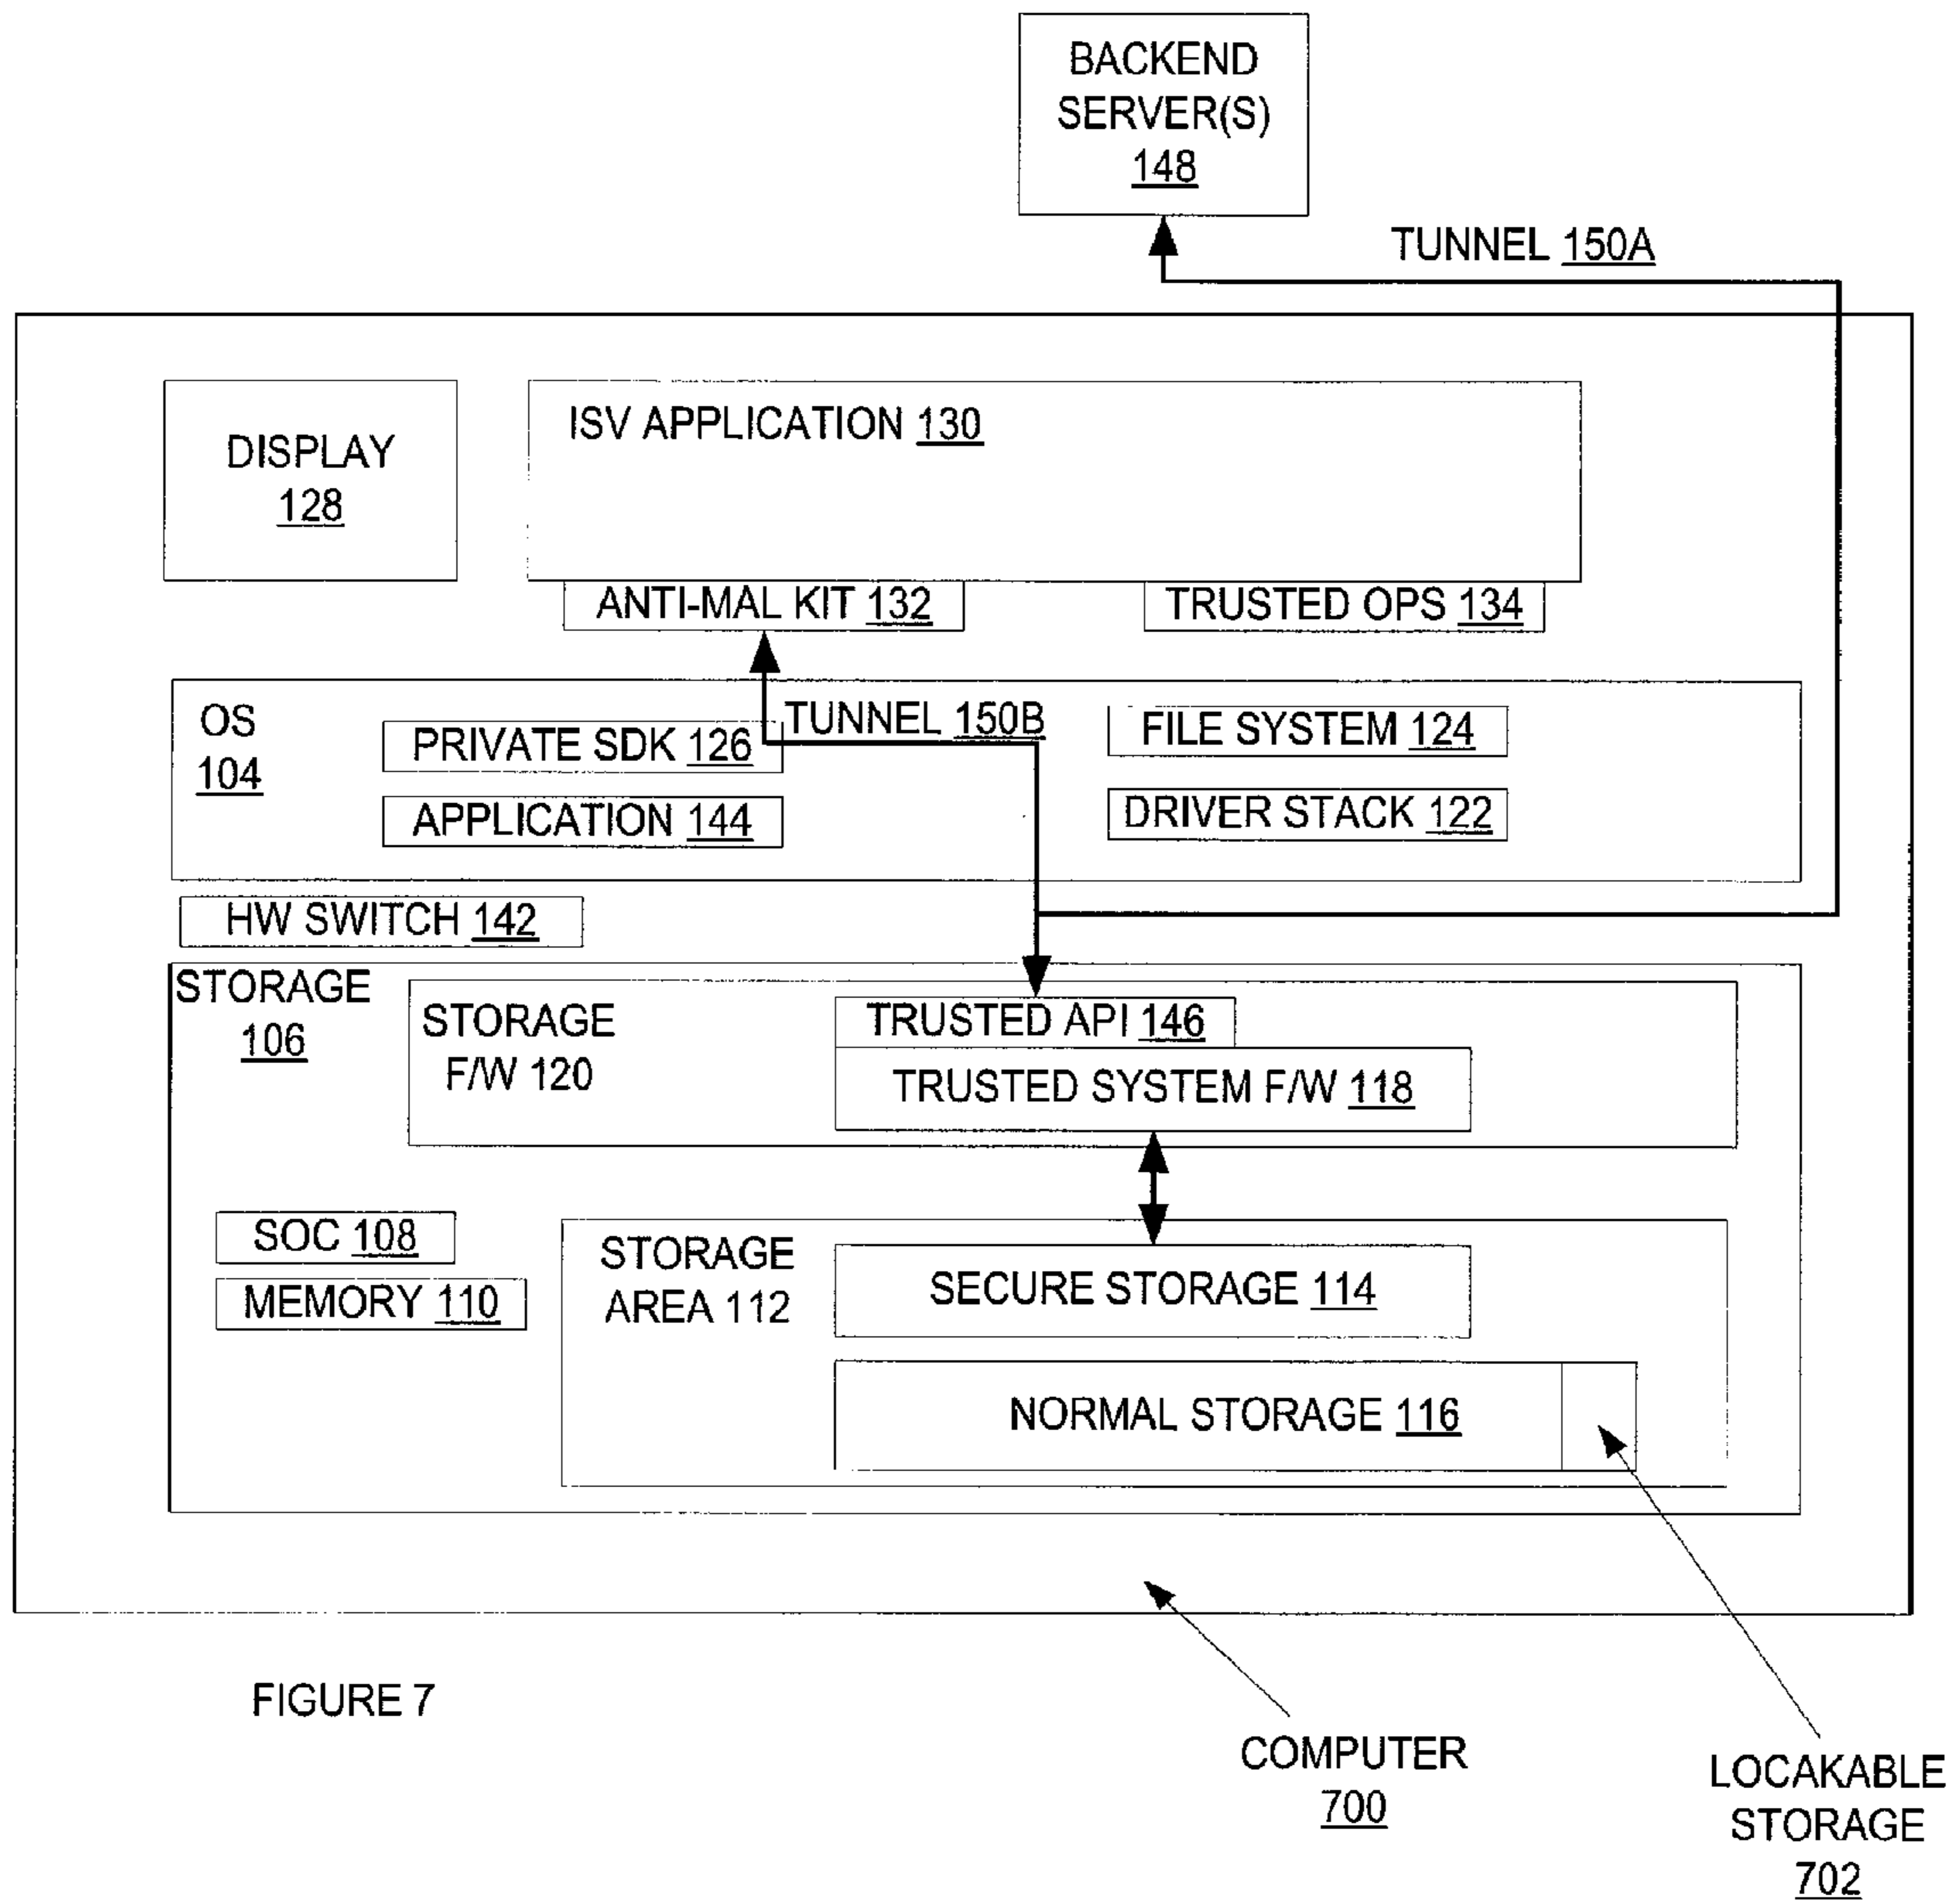 BACKEND
SERVER(S)
148
TUNNEL 150A
DISPLAY
128
ISV APPLICATION 130
ANTI-MAL KIT 132
TRUSTED OPS 134
OS
104
PRIVATE SDK 126
TUNNEL 150B
FILE SYSTEM 124
APPLICATION 144
DRIVER STACK 122
HW SWITCH 142
STORAGE
106
STORAGE
F/W 120
TRUSTED API 146
TRUSTED SYSTEM F/W 118
SOC 108
MEMORY 110
STORAGE
AREA 112
SECURE STORAGE 114
NORMAL STORAGE 116
FIGURE 7
COMPUTER
700
LOCAKABLE
STORAGE
702